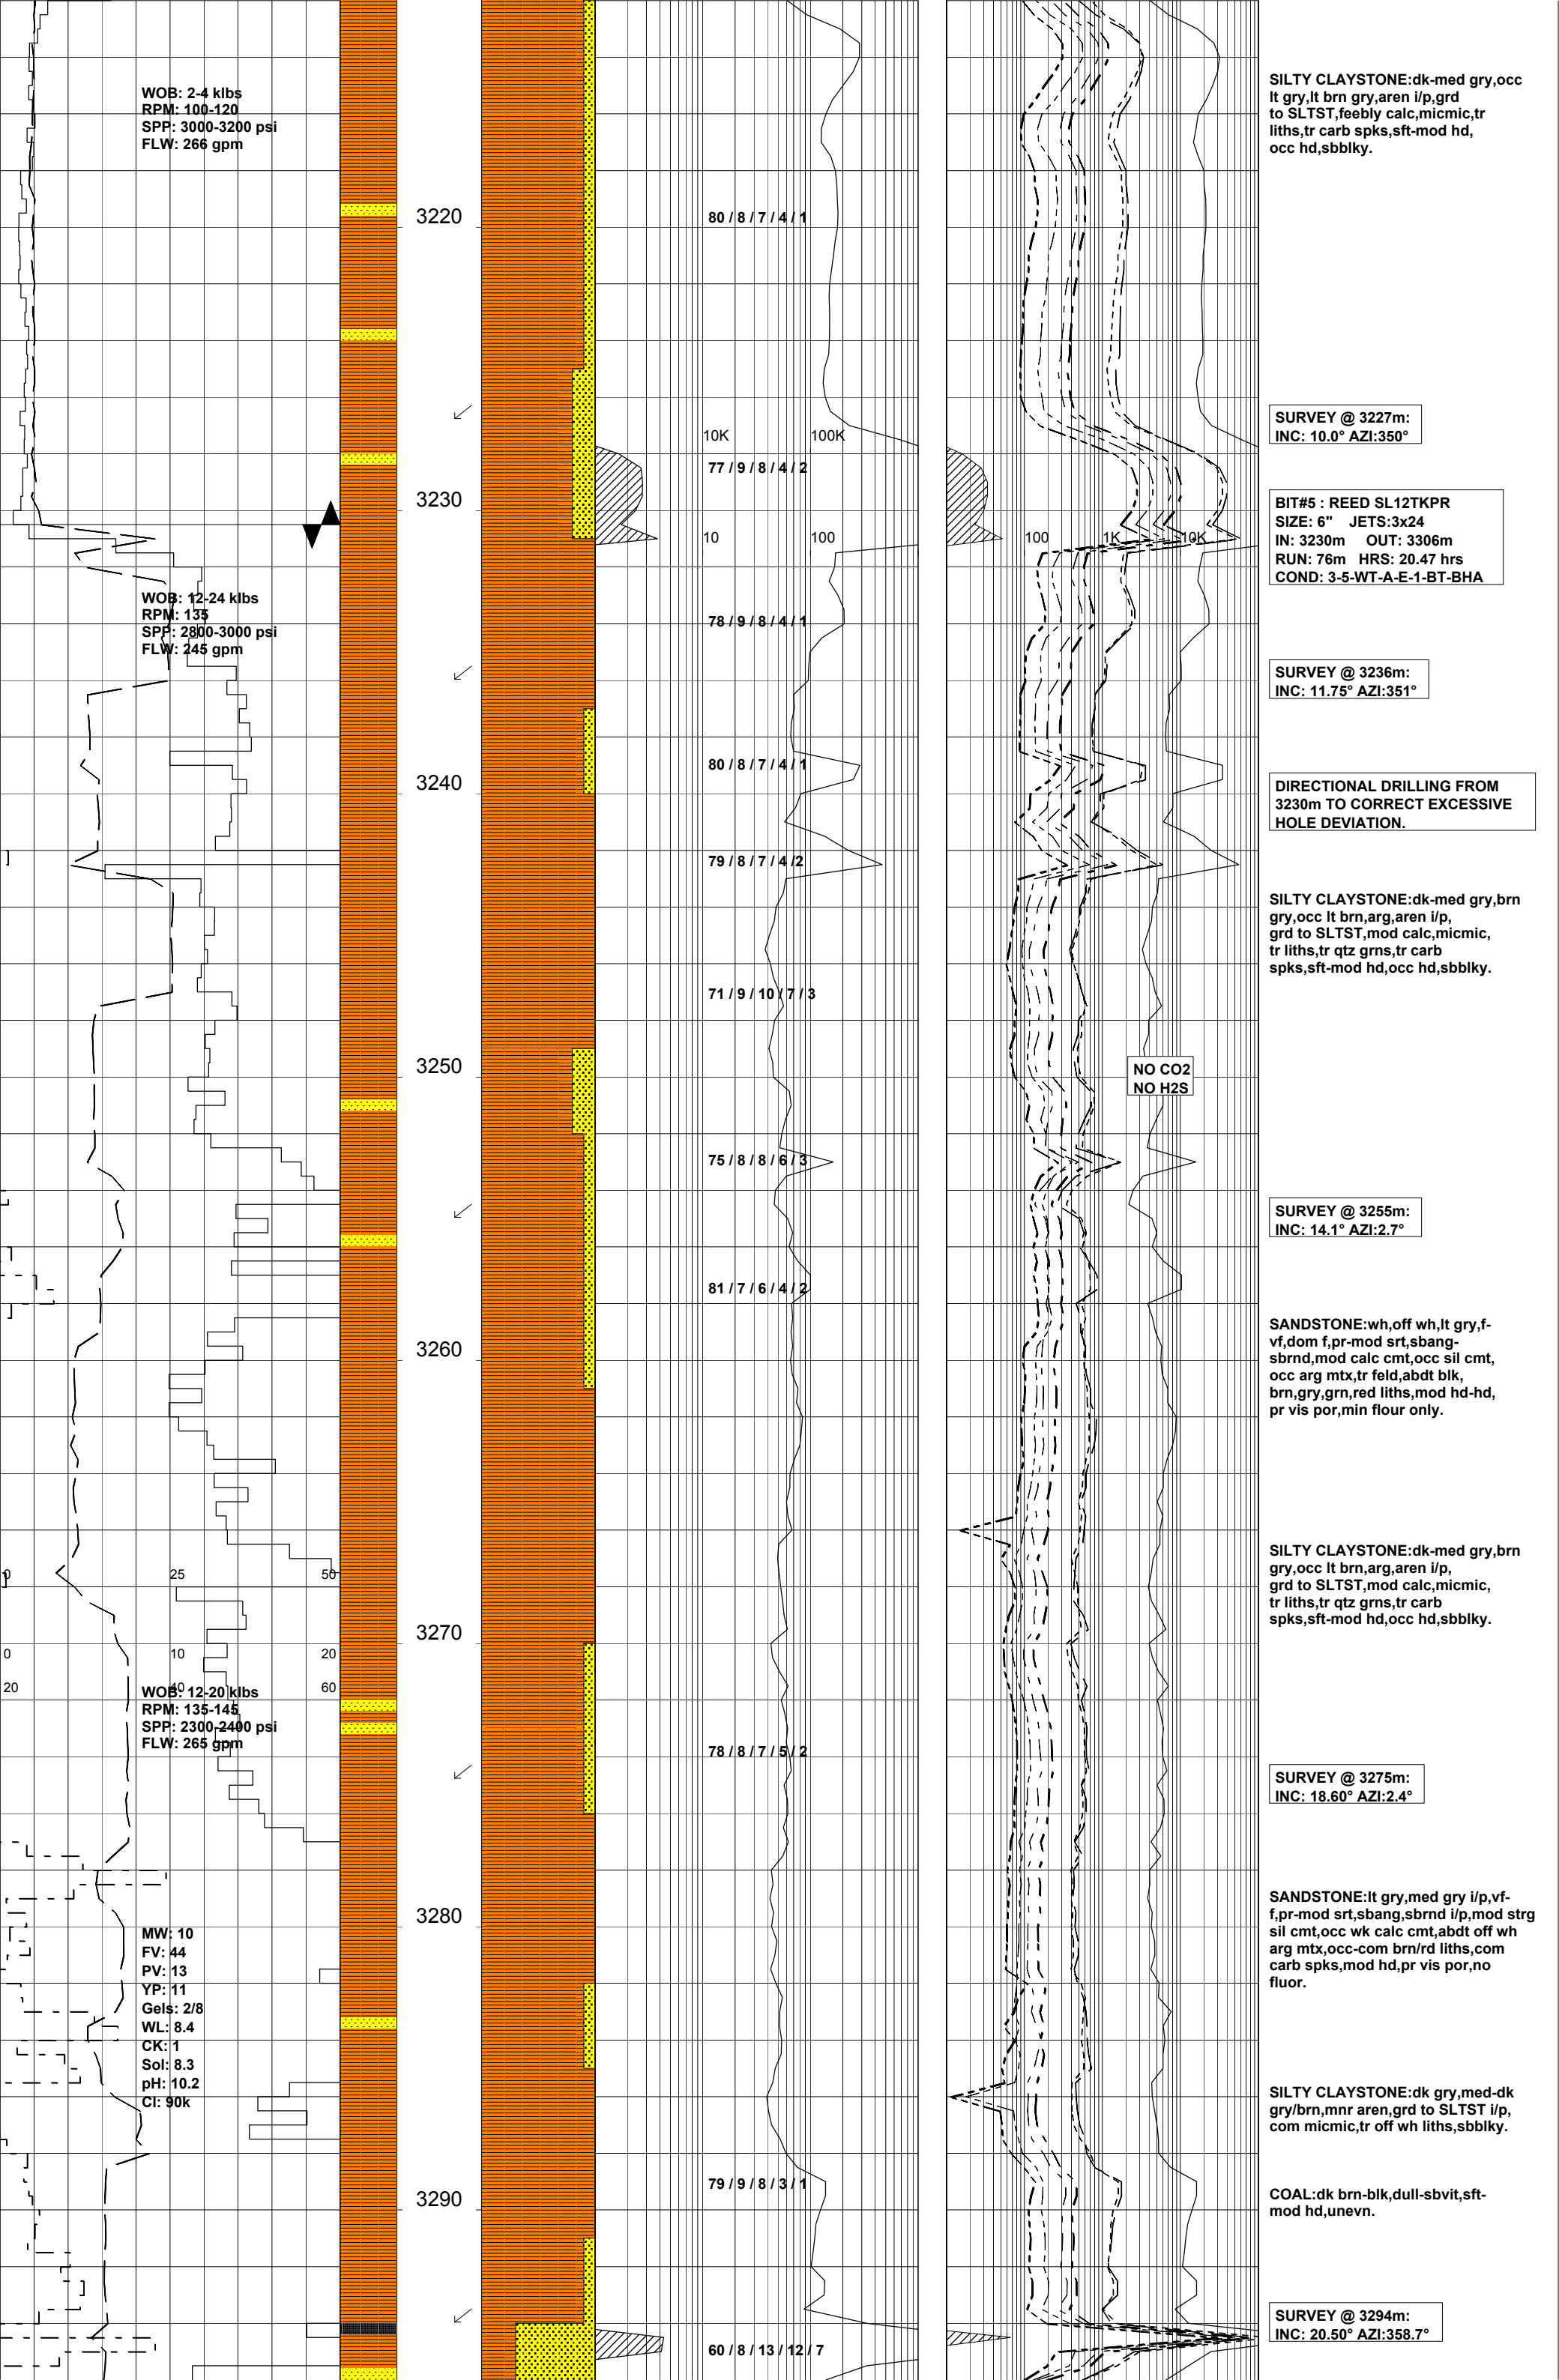 WOB: 2-4 klbs
RPM: 100-120
SPP: 3000-3200 psi
FLW: 266 gpm
SILTY CLAYSTONE:dk-med gry,occ
lt gry,lt brn gry,aren i/p,grd
to SLTST,feebly calc,micmic,tr
liths,tr carb spks,sft-mod hd,
occ hd,sbblky.
3220
80 / 8 / 7 / 4 / 1
SURVEY @ 3227m:
INC: 10.0° AZI:350°
10K
100K
77 / 9 / 8 / 4 / 2
3230
BIT#5 : REED SL12TKPR
SIZE: 6" JETS:3x24
IN: 3230m OUT: 3306m
RUN: 76m HRS: 20.47 hrs
COND: 3-5-WT-A-E-1-BT-BHA
10
100
100
1K
10K
WOB: 12-24 klbs
RPM: 135
SPP: 2800-3000 psi
FLW: 245 gpm
78 / 9 / 8 / 4 / 1
SURVEY @ 3236m:
INC: 11.75° AZI:351°
3240
80 / 8 / 7 / 4 / 1
DIRECTIONAL DRILLING FROM
3230m TO CORRECT EXCESSIVE
HOLE DEVIATION.
79 / 8 / 7 / 4 /2
SILTY CLAYSTONE:dk-med gry,brn
gry,occ lt brn,arg,aren i/p,
grd to SLTST,mod calc,micmic,
tr liths,tr qtz grns,tr carb
spks,sft-mod hd,occ hd,sbblky.
71 / 9 / 10 / 7 / 3
3250
NO CO2
NO H2S
75 / 8 / 8 / 6 / 3
SURVEY @ 3255m:
INC: 14.1° AZI:2.7°
81 / 7 / 6 / 4 / 2
3260
SANDSTONE:wh,off wh,lt gry,f-
vf,dom f,pr-mod srt,sbang-
sbrnd,mod calc cmt,occ sil cmt,
occ arg mtx,tr feld,abdt blk,
brn,gry,grn,red liths,mod hd-hd,
pr vis por,min flour only.
SILTY CLAYSTONE:dk-med gry,brn
gry,occ lt brn,arg,aren i/p,
grd to SLTST,mod calc,micmic,
tr liths,tr qtz grns,tr carb
spks,sft-mod hd,occ hd,sbblky.
0 25 50
3270
0 10 20
20 40 60
WOB: 12-20 klbs
RPM: 135-145
SPP: 2300-2400 psi
FLW: 265 gpm
78 / 8 / 7 / 5 / 2
SURVEY @ 3275m:
INC: 18.60° AZI:2.4°
3280
SANDSTONE:lt gry,med gry i/p,vf-
f,pr-mod srt,sbang,sbrnd i/p,mod strg
sil cmt,occ wk calc cmt,abdt off wh
arg mtx,occ-com brn/rd liths,com
carb spks,mod hd,pr vis por,no
fluor.
MW: 10
FV: 44
PV: 13
YP: 11
Gels: 2/8
WL: 8.4
CK: 1
Sol: 8.3
pH: 10.2
Cl: 90k
SILTY CLAYSTONE:dk gry,med-dk
gry/brn,mnr aren,grd to SLTST i/p,
com micmic,tr off wh liths,sbblky.
79 / 9 / 8 / 3 / 1
3290
COAL:dk brn-blk,dull-sbvit,sft-
mod hd,unevn.
SURVEY @ 3294m:
INC: 20.50° AZI:358.7°
60 / 8 / 13 / 12 / 7